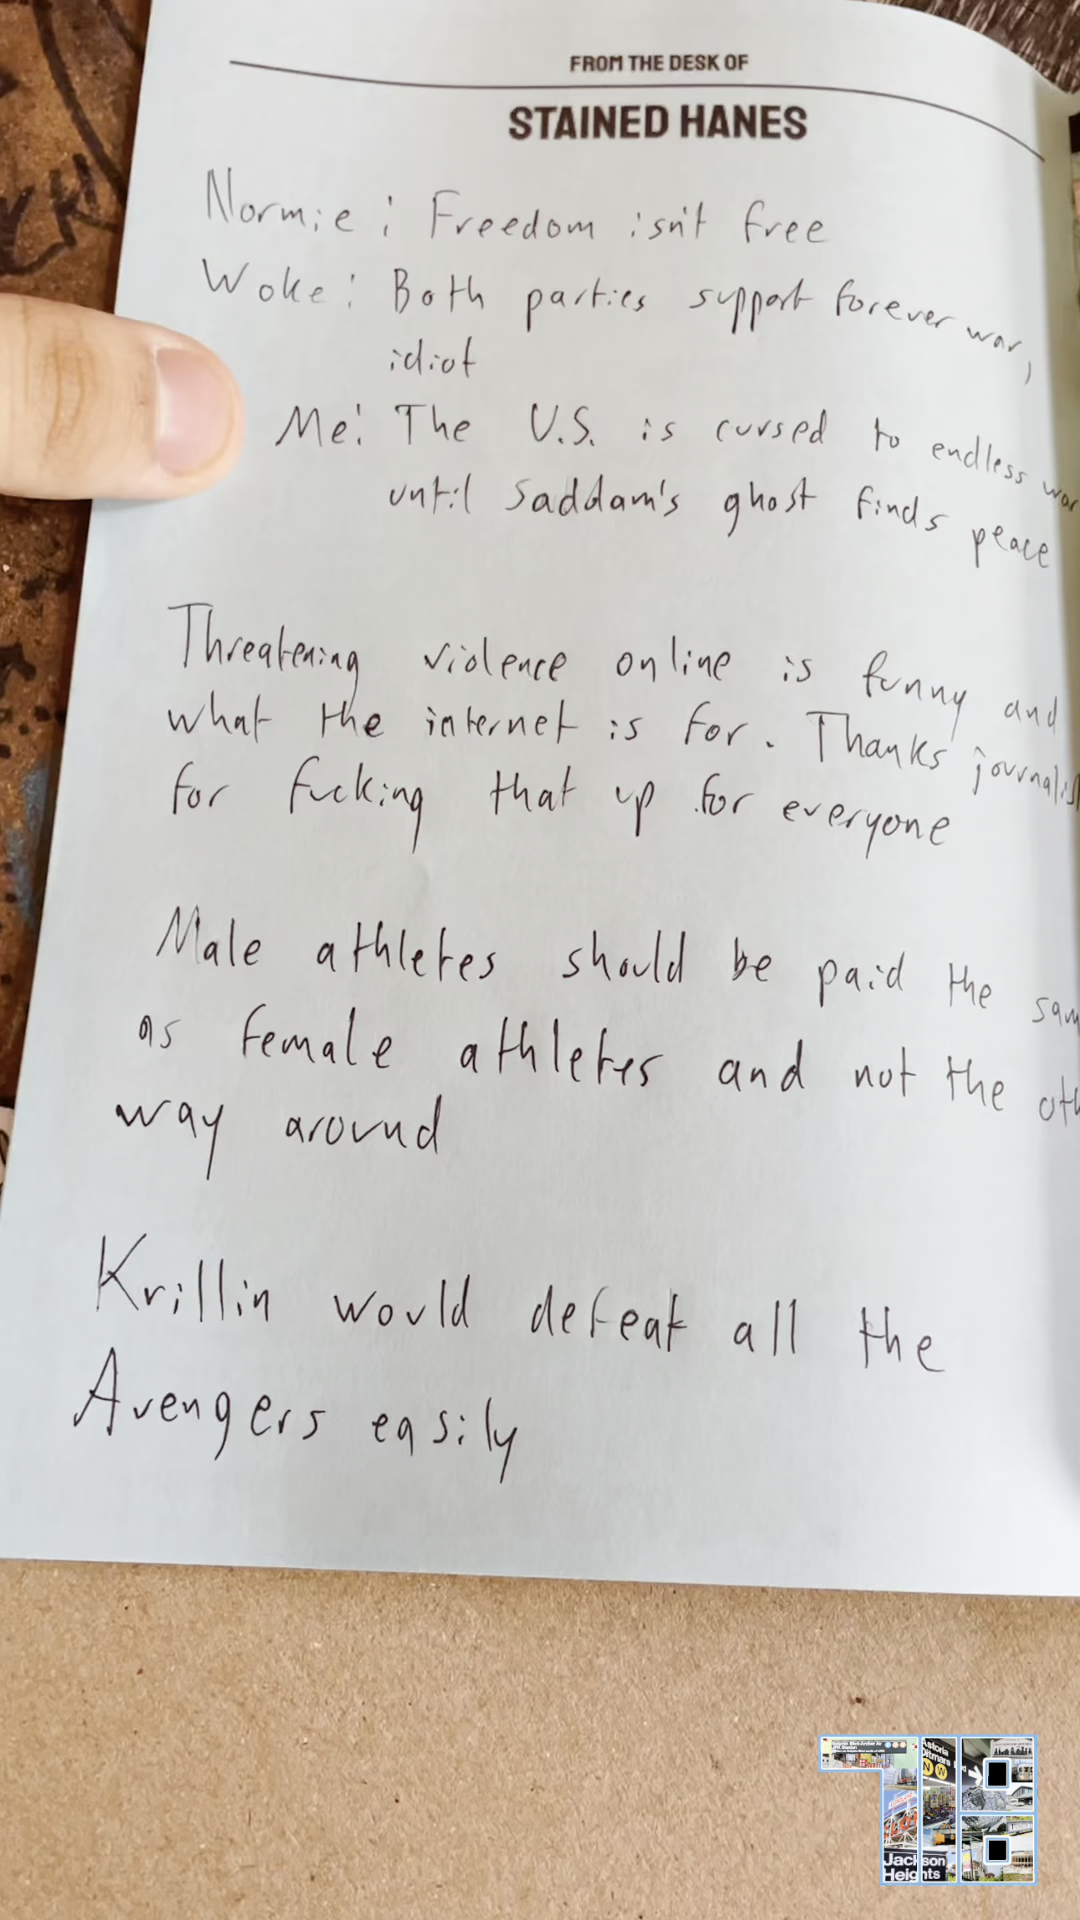 FROM THE DESK OF
STAINED HANES
Normie: Freedom isn't free
Woke: Both parties support forever war,
idiot
Me: The U.S. is cursed to endless war
until Saddam's ghost finds peace
Threatening violence online is funny and
what the internet is for. Thanks
for fucking that up for everyone
Male athletes should be paid the
as female athletes and not the
way around
Krillin would defeat all the
Avengers easily
Astoria
Ditmars
N W
Jackson
Heights